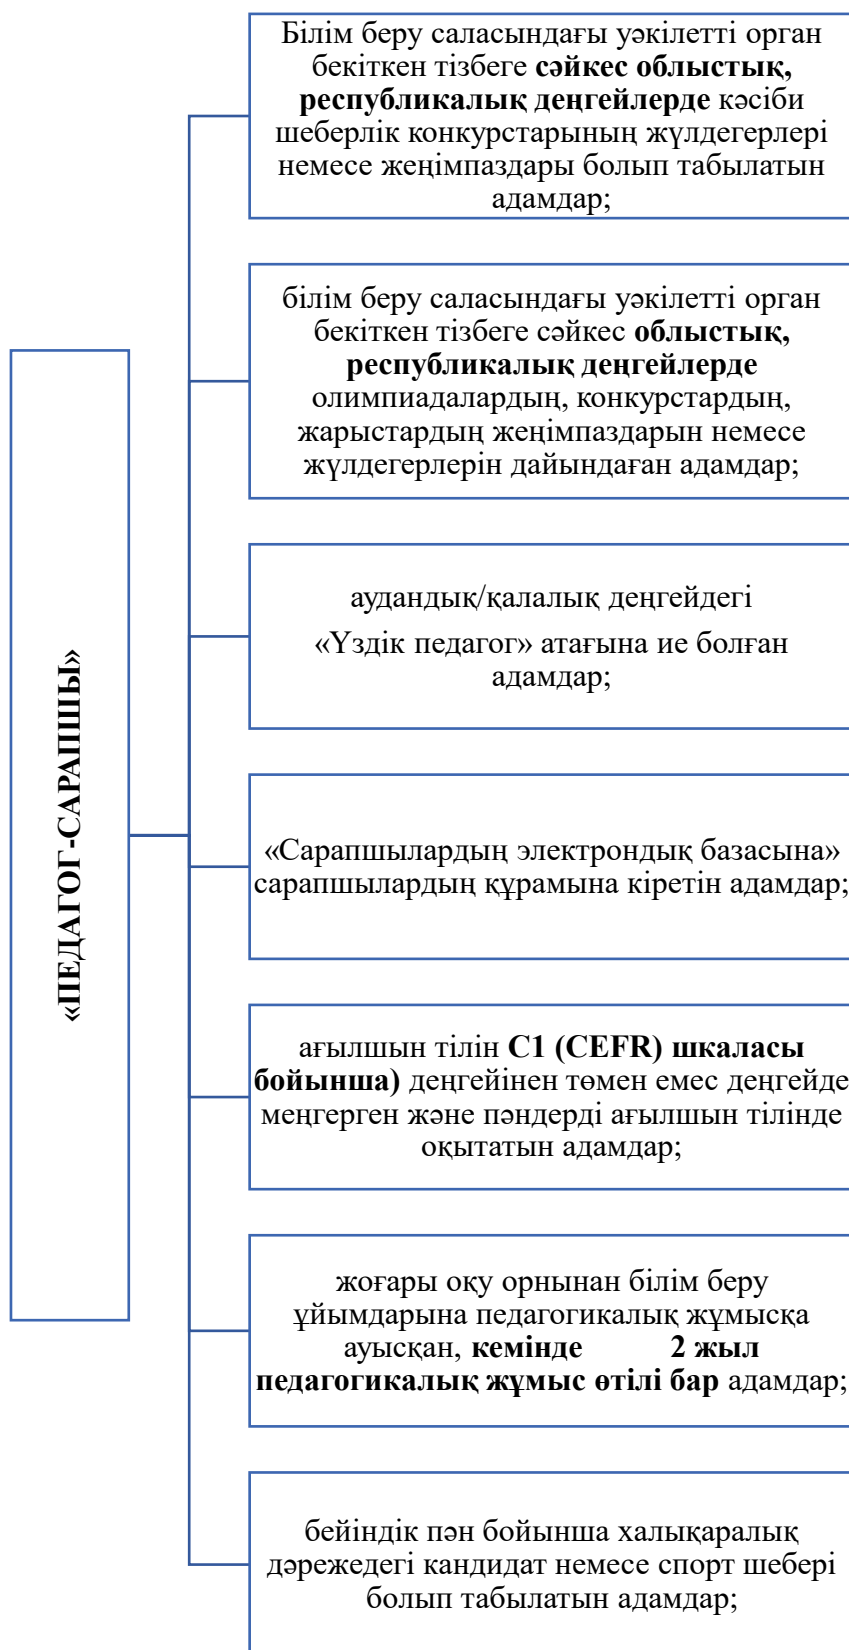 Білім беру саласындағы уәкілетті орган
бекіткен тізбеге сәйкес облыстық,
республикалық деңгейлерде кәсіби
шеберлік конкурстарының жүлдегерлері
немесе жеңімпаздары болып табылатын
адамдар;
білім беру саласындағы уәкілетті орган
бекіткен тізбеге сәйкес облыстық,
республикалық деңгейлерде
олимпиадалардың, конкурстардың,
жарыстардың жеңімпаздарын немесе
жүлдегерлерін дайындаған адамдар;
«ПЕДАГОГ-САРАПШЫ»
аудандық/қалалық деңгейдегі
«Үздік педагог» атағына ие болған
адамдар;
«Сарапшылардың электрондық базасына»
сарапшылардың құрамына кіретін адамдар;
ағылшын тілін С1 (CEFR) шкаласы
бойынша) деңгейінен төмен емес деңгейде
меңгерген және пәндерді ағылшын тілінде
оқытатын адамдар;
жоғары оқу орнынан білім беру
ұйымдарына педагогикалық жұмысқа
ауысқан, кемінде 2 жыл
педагогикалық жұмыс өтілі бар адамдар;
бейіндік пән бойынша халықаралық
дәрежедегі кандидат немесе спорт шебері
болып табылатын адамдар;